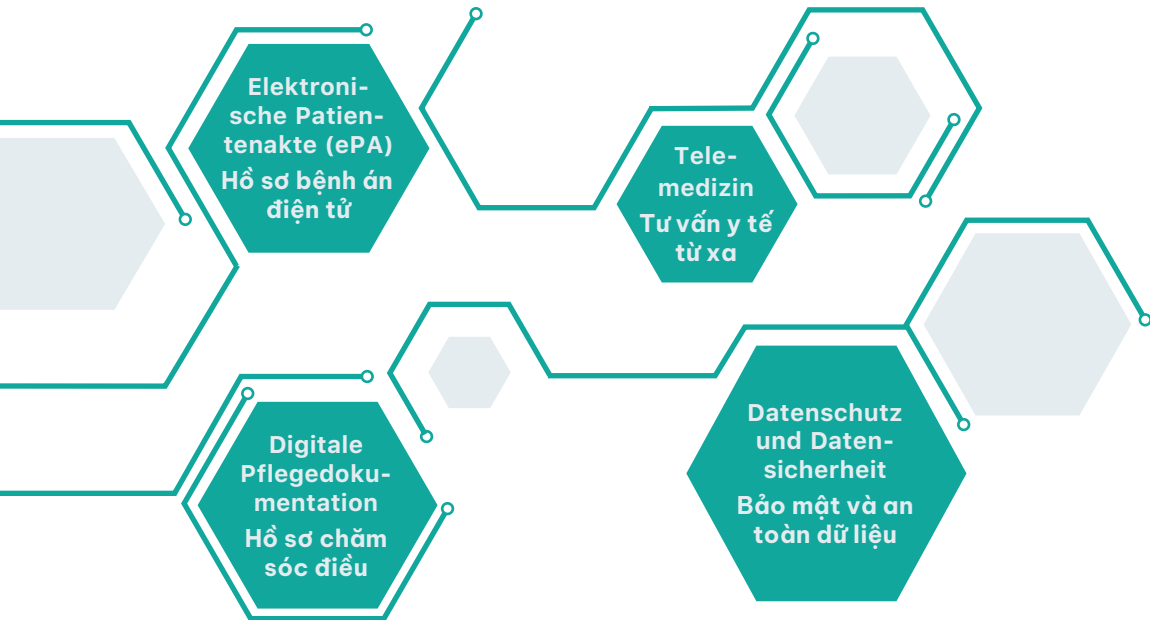 Elektroni-
sche Patien-
tenakte (ePA)
Hồ sơ bệnh án
điện tử
Tele-
medizin
Tư vấn y tế
từ xa
Digitale
Pflegedoku-
mentation
Hồ sơ chăm
sóc điều
Datenschutz
und Daten-
sicherheit
Bảo mật và an
toàn dữ liệu